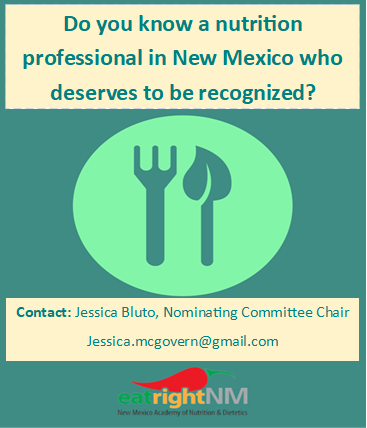 Do you know a nutrition
professional in New Mexico who
deserves to be recognized?
Contact: Jessica Bluto, Nominating Committee Chair
Jessica.mcgovern@gmail.com
eatrightNM
New Mexico Academy of Nutrition & Dietetics